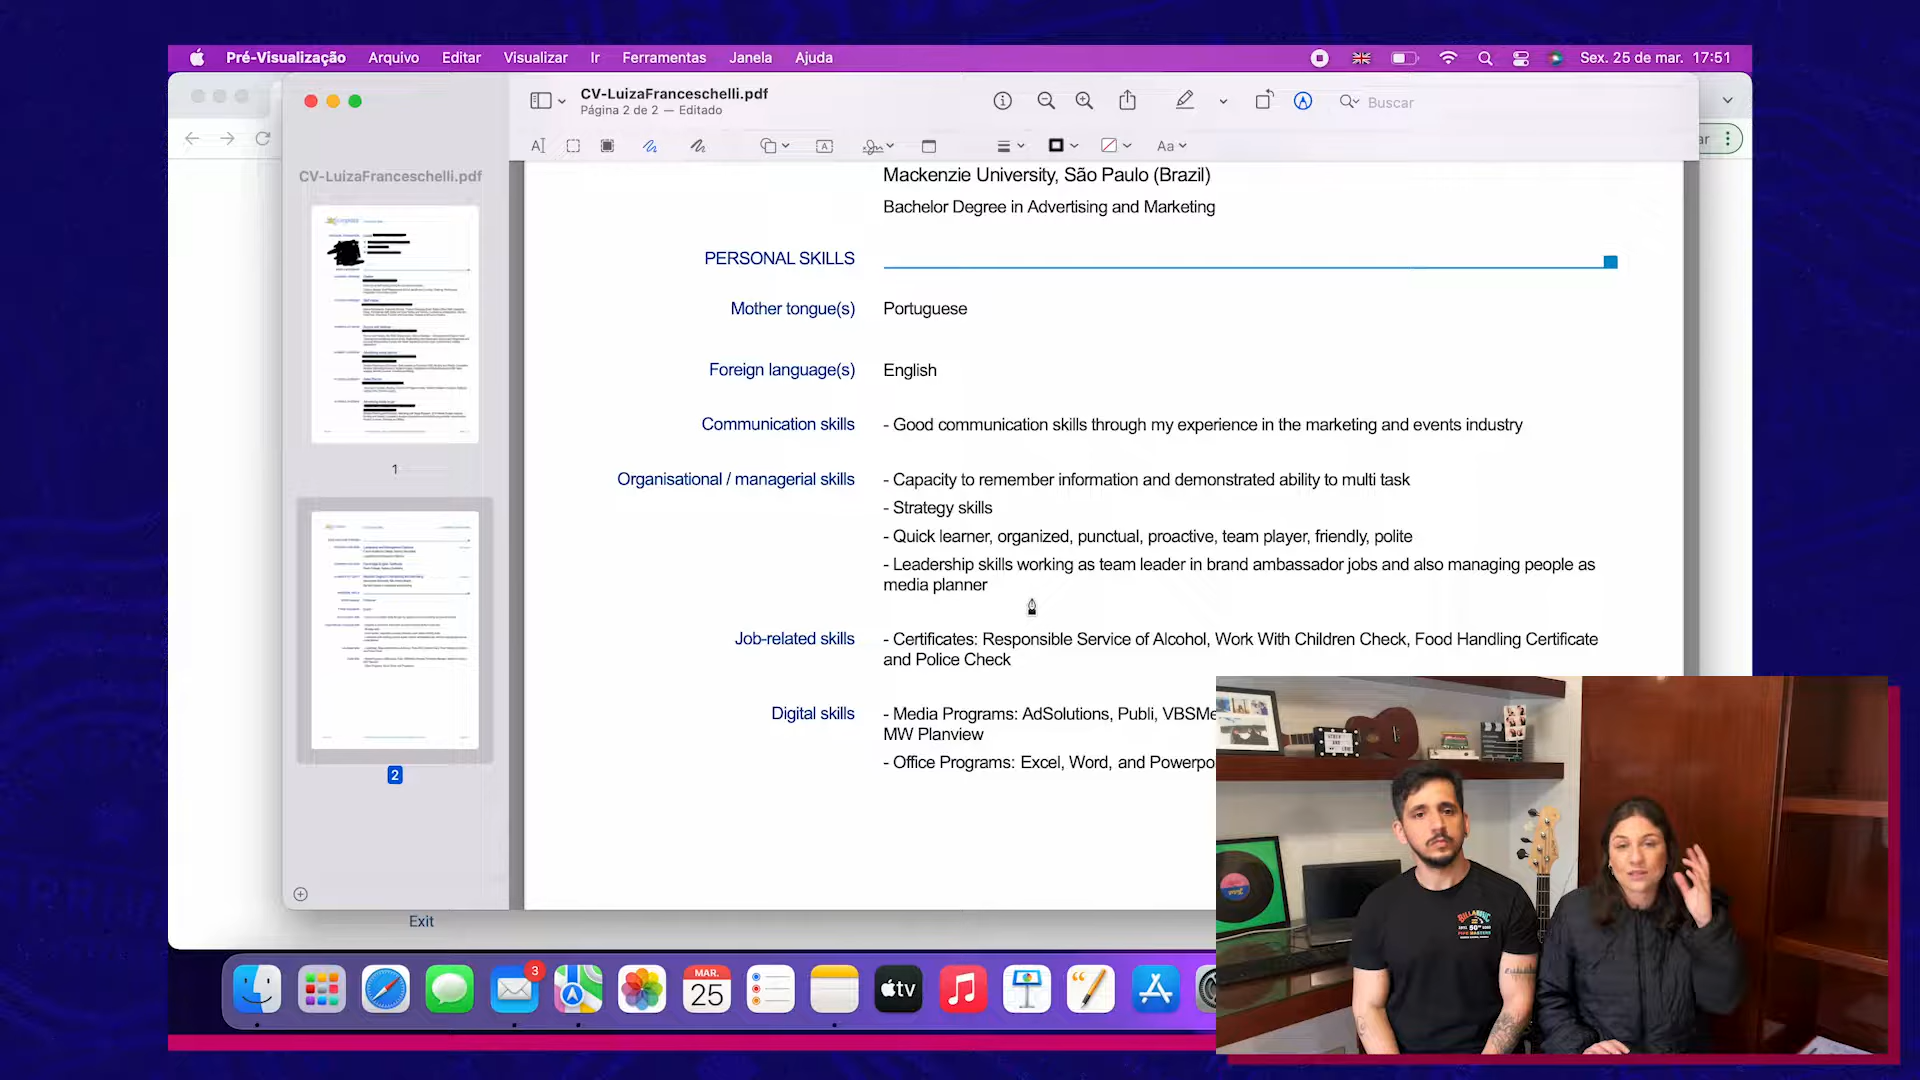 Pré-Visualização Arquivo Editar Visualizar Ir Ferramentas Janela Ajuda
Sex. 25 de mar. 17:51
CV-LuizaFranceschelli.pdf
Página 2 de 2 — Editado
Buscar
Aa
ar
CV-LuizaFranceschelli.pdf
1
2
Mackenzie University, São Paulo (Brazil)
Bachelor Degree in Advertising and Marketing
PERSONAL SKILLS
Mother tongue(s) Portuguese
Foreign language(s) English
Communication skills - Good communication skills through my experience in the marketing and events industry
Organisational / managerial skills - Capacity to remember information and demonstrated ability to multi task
- Strategy skills
- Quick learner, organized, punctual, proactive, team player, friendly, polite
- Leadership skills working as team leader in brand ambassador jobs and also managing people as
media planner
Job-related skills - Certificates: Responsible Service of Alcohol, Work With Children Check, Food Handling Certificate
and Police Check
Digital skills - Media Programs: AdSolutions, Publi, VBSMe
MW Planview
- Office Programs: Excel, Word, and Powerpo
Exit
3
MAR.
25
tv
BILLABONG